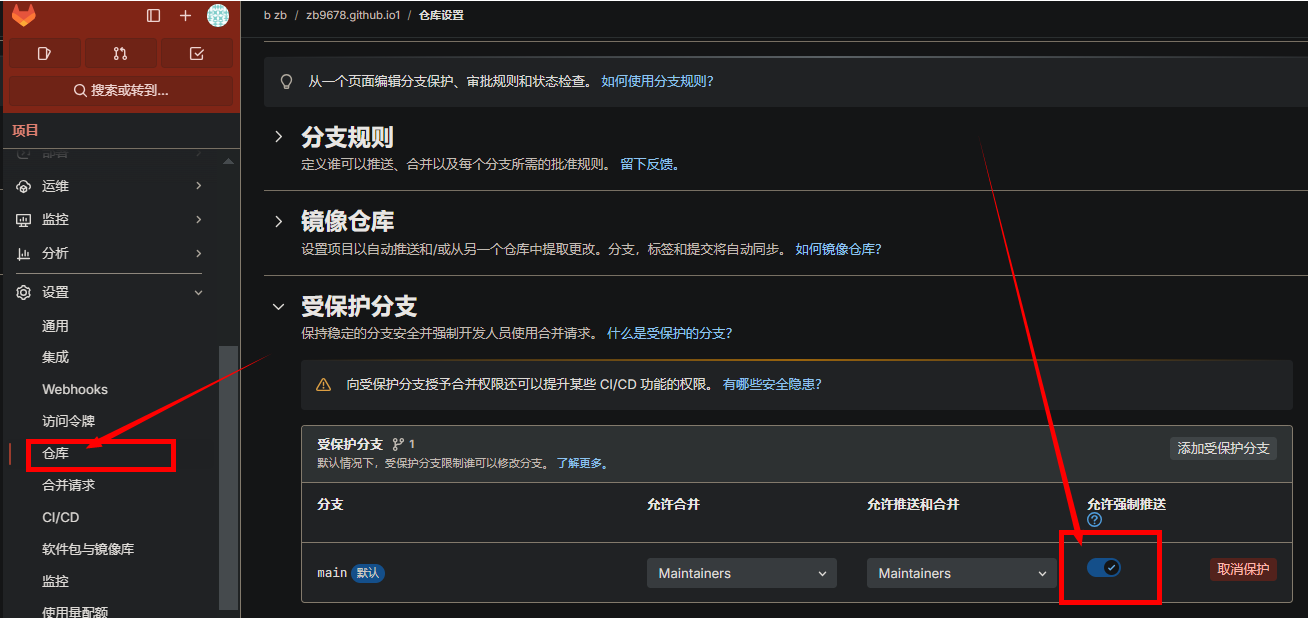 b zb / zb9678.github.io1 / 仓库设置
搜索或转到...
项目
部署
运维
监控
分析
设置
通用
集成
Webhooks
访问令牌
仓库
合并请求
CI/CD
软件包与镜像库
监控
使用量配额
从一个页面编辑分支保护、审批规则和状态检查。 如何使用分支规则?
分支规则
定义谁可以推送、合并以及每个分支所需的批准规则。 留下反馈。
镜像仓库
设置项目以自动推送和/或从另一个仓库中提取更改。分支，标签和提交将自动同步。 如何镜像仓库?
受保护分支
保持稳定的分支安全并强制开发人员使用合并请求。 什么是受保护的分支?
向受保护分支授予合并权限还可以提升某些 CI/CD 功能的权限。 有哪些安全隐患?
受保护分支 1
默认情况下，受保护分支限制谁可以修改分支。 了解更多。
添加受保护分支
分支 允许合并 允许推送和合并 允许强制推送
main 默认 Maintainers Maintainers 取消保护